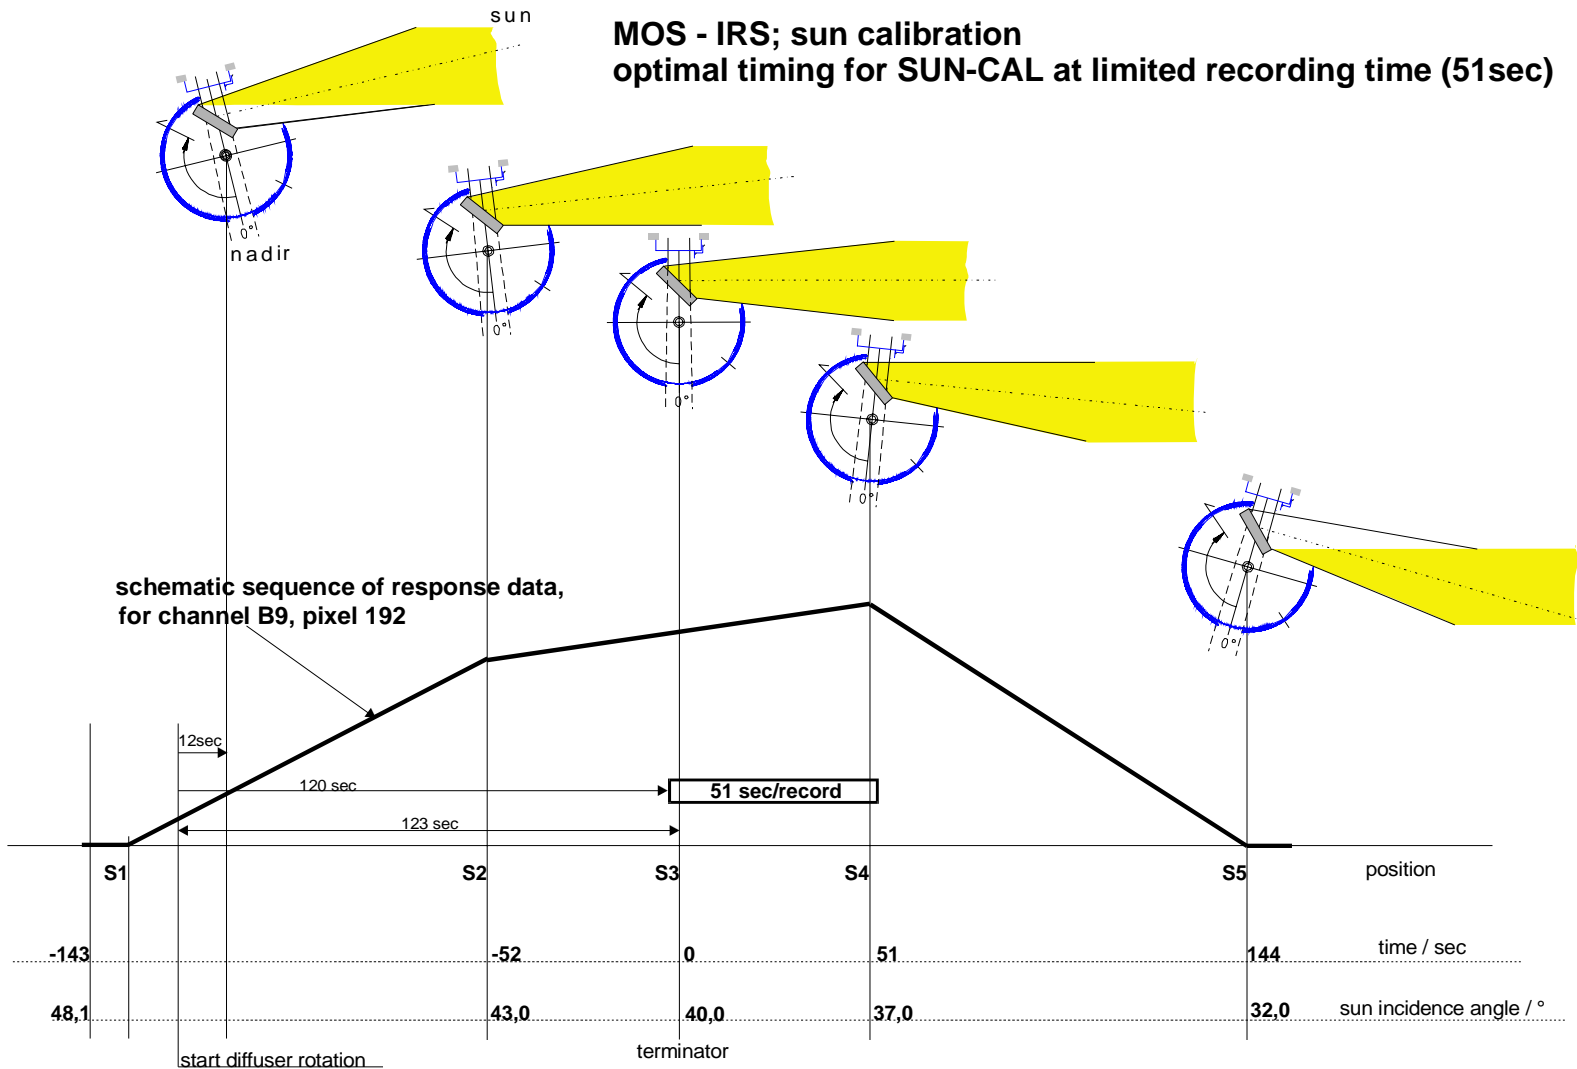 sun
MOS - IRS; sun calibration
optimal timing for SUN-CAL at limited recording time (51sec)
0°
nadir
0°
0°
0°
0°
schematic sequence of response data,
for channel B9, pixel 192
12sec
120 sec
51 sec/record
123 sec
S1 S2 S3 S4 S5 position
-143 -52 0 51 144 time / sec
48,1 43,0 40,0 37,0 32,0 sun incidence angle / °
start diffuser rotation
terminator